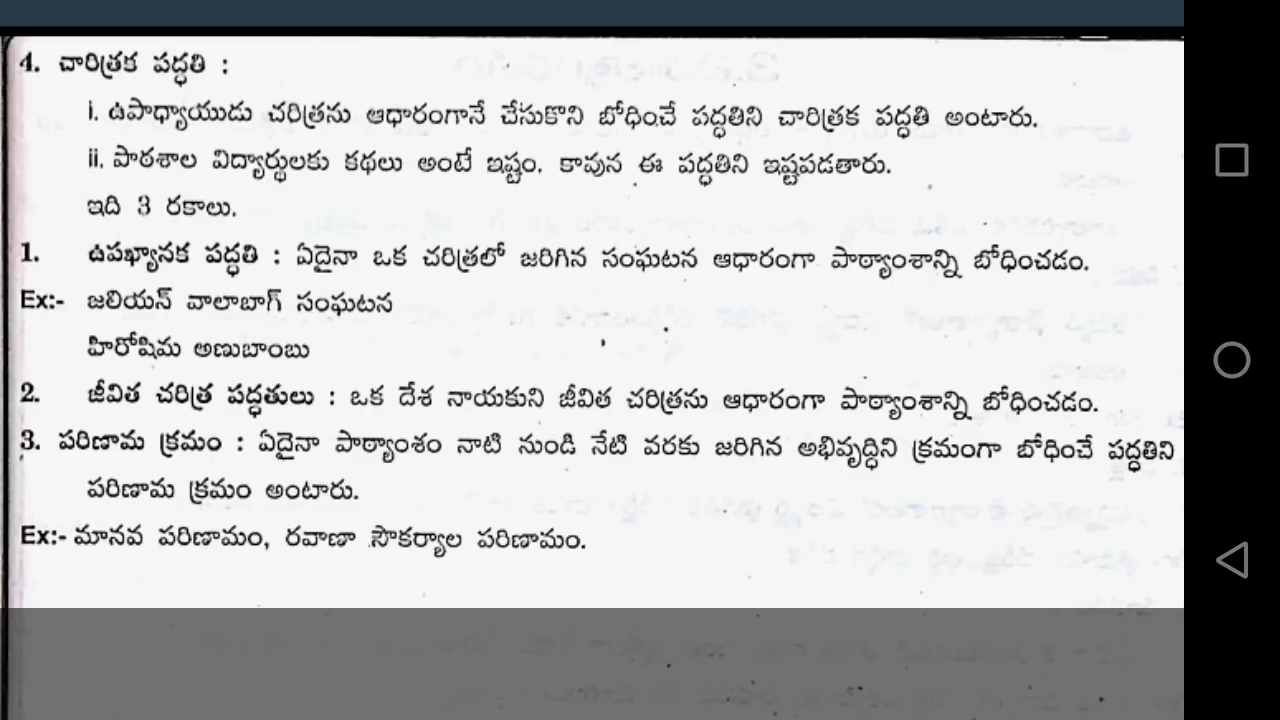 4. చారిత్రక పద్ధతి :
i. ఉపాధ్యాయుడు చరిత్రను ఆధారంగానే చేసుకొని బోధించే పద్ధతిని చారిత్రక పద్ధతి అంటారు.
ii. పాఠశాల విద్యార్థులకు కథలు అంటే ఇష్టం. కావున ఈ పద్ధతిని ఇష్టపడతారు.
ఇది 3 రకాలు.
1. ఉపఖ్యానక పద్ధతి : ఏదైనా ఒక చరిత్రలో జరిగిన సంఘటన ఆధారంగా పాఠ్యాంశాన్ని బోధించడం.
Ex:- జలియన్ వాలాబాగ్ సంఘటన
హిరోషిమ అణుబాంబు
2. జీవిత చరిత్ర పద్ధతులు : ఒక దేశ నాయకుని జీవిత చరిత్రను ఆధారంగా పాఠ్యాంశాన్ని బోధించడం.
3. పరిణామ క్రమం : ఏదైనా పాఠ్యాంశం నాటి నుండి నేటి వరకు జరిగిన అభివృద్ధిని క్రమంగా బోధించే పద్ధతిని
పరిణామ క్రమం అంటారు.
Ex:- మానవ పరిణామం, రవాణా సౌకర్యాల పరిణామం.